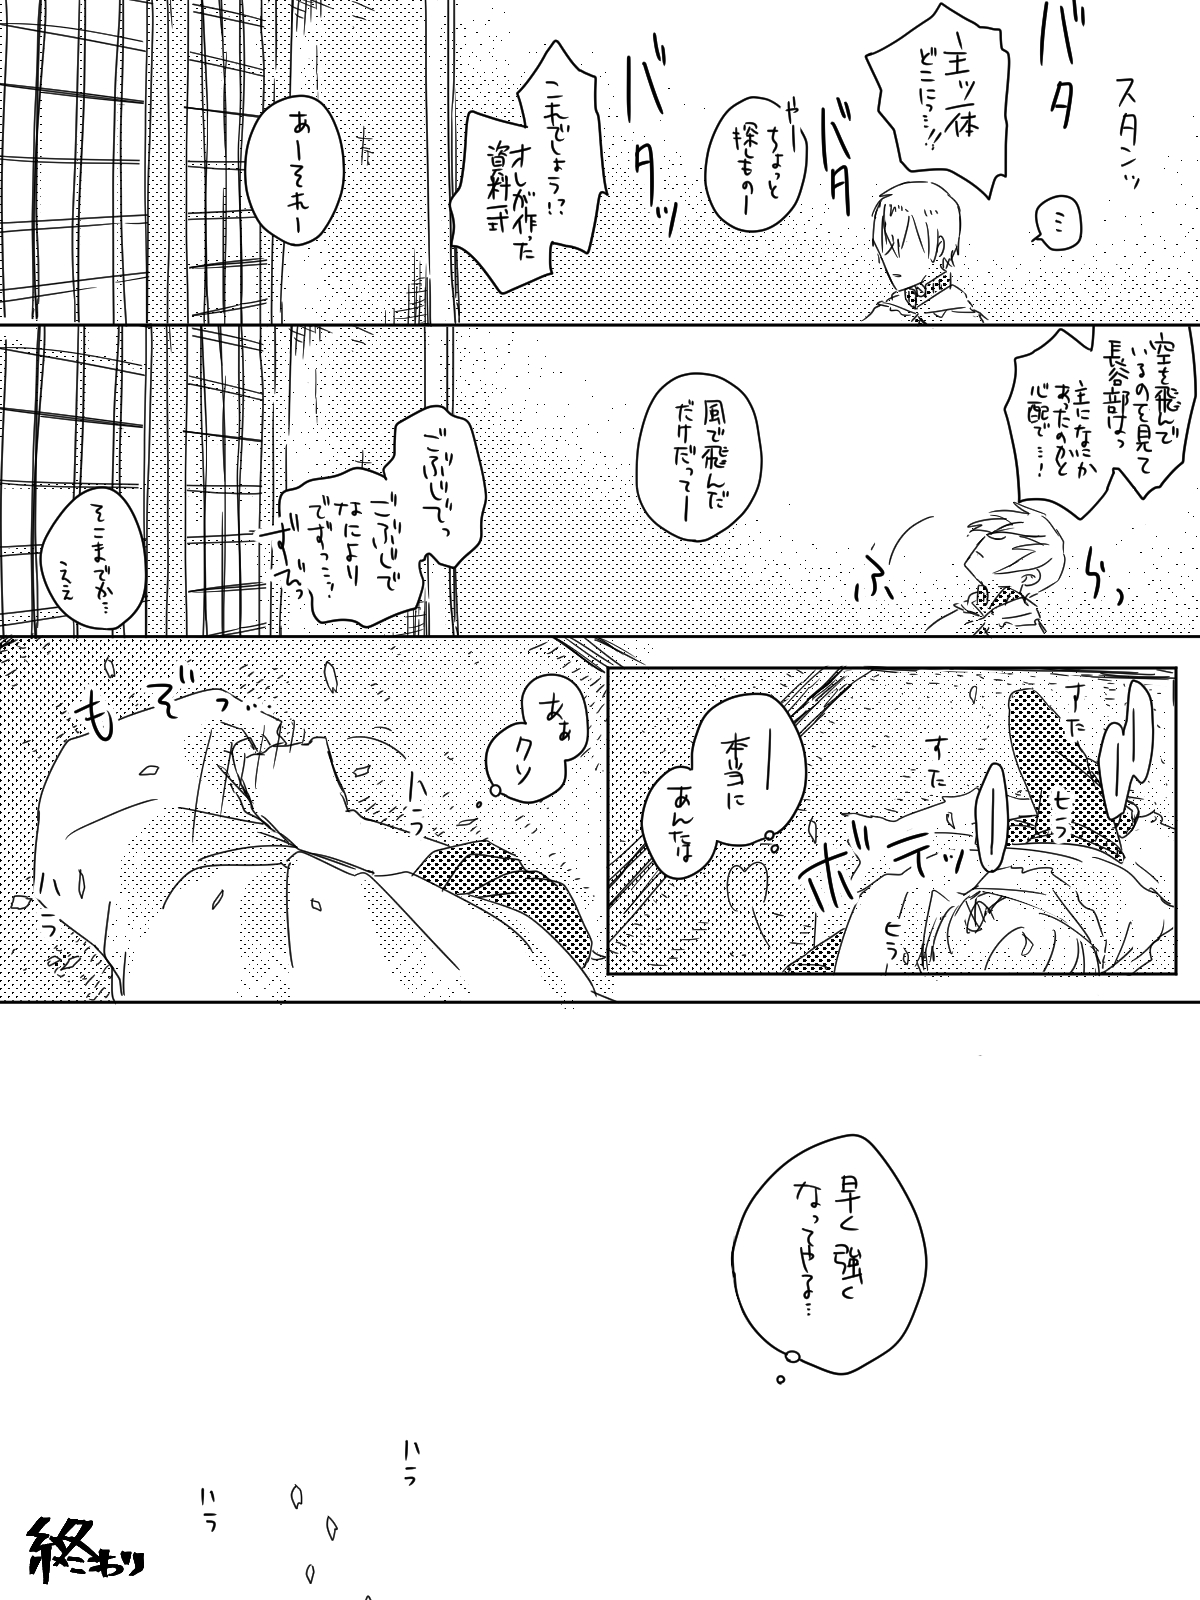 スタンッ
バタ
主ッ一体
どこにっ…!!
バタ
やー
ちょっと
探しものー
バタッ
これでしょう!?
オレが作った
資料一式
あーそれー
空を飛んで
いるのを見て
長谷部はっ
主になにか
あったのかと
心配で…!
ふ
らっ
風で飛んだ
だけだってー
ごぶじでっ
ごぶじで
なにより
ですっ…!
そこまでか…
ええ
すた
すた
ヒラ
ボテッ
ヒラ
本当に
あんたは
あぁ
クソ
もぞっ…
ハラ
ハラ
早く強く
なってやる…
ハラ
ハラ
終わり